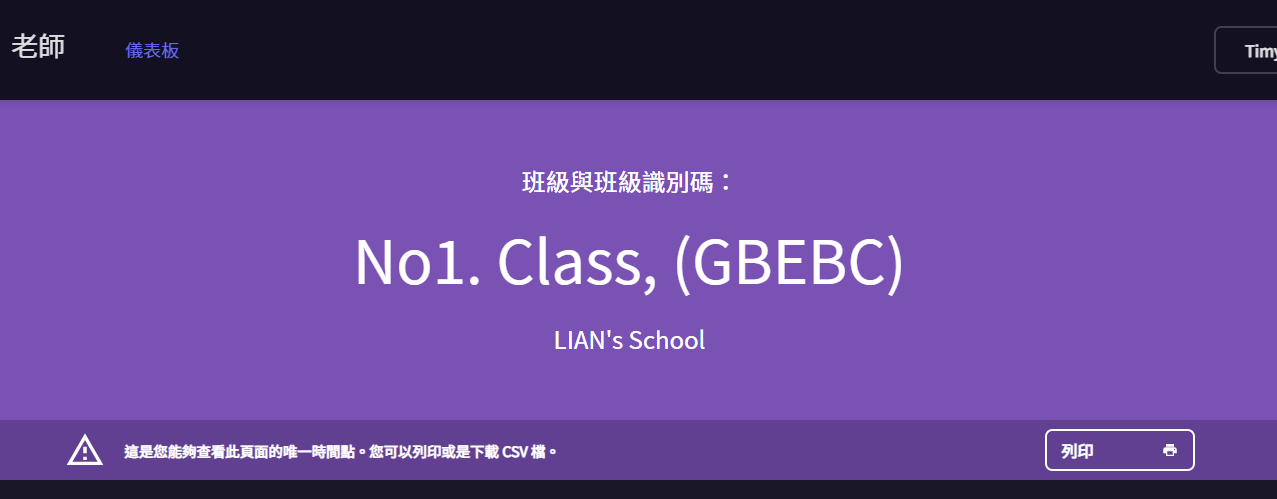 老師
儀表板
Timy
班級與班級識別碼：
No1. Class, (GBEBC)
LIAN's School
這是您能夠查看此頁面的唯一時間點。您可以列印或是下載 CSV 檔。
列印